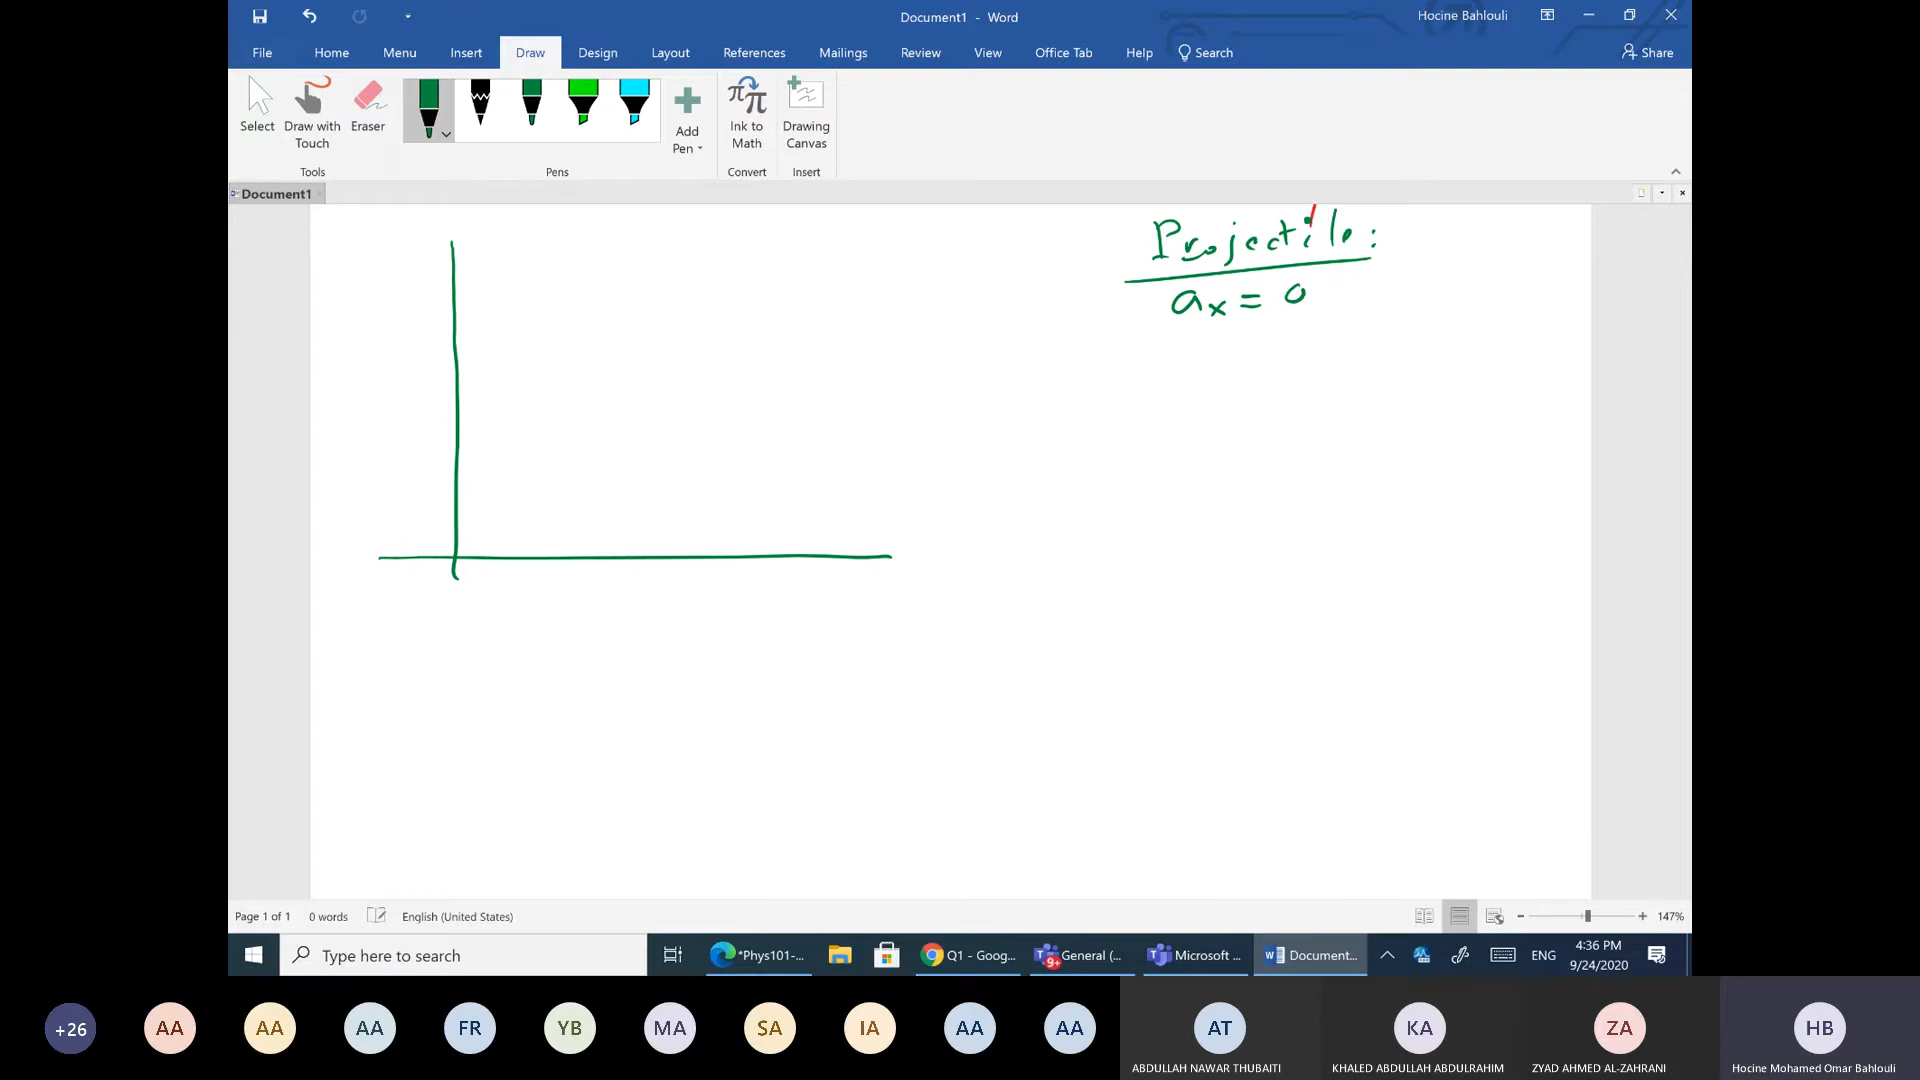 Document1 - Word
Hocine Bahlouli
File Home Menu Insert Draw Design Layout References Mailings Review View Office Tab Help Search Share
Select
Draw with Touch
Eraser
Add Pen
Ink to Math
Drawing Canvas
Tools
Pens
Convert
Insert
Document1
Projectile:
ax = 0
Page 1 of 1 0 words English (United States) 147%
Type here to search
*Phys101-...
Q1 - Goog...
General (...
9+
Microsoft ...
Document...
ENG
4:36 PM
9/24/2020
+26 AA AA AA FR YB MA SA IA AA AA AT KA ZA HB
ABDULLAH NAWAR THUBAITI
KHALED ABDULLAH ABDULRAHIM
ZYAD AHMED AL-ZAHRANI
Hocine Mohamed Omar Bahlouli